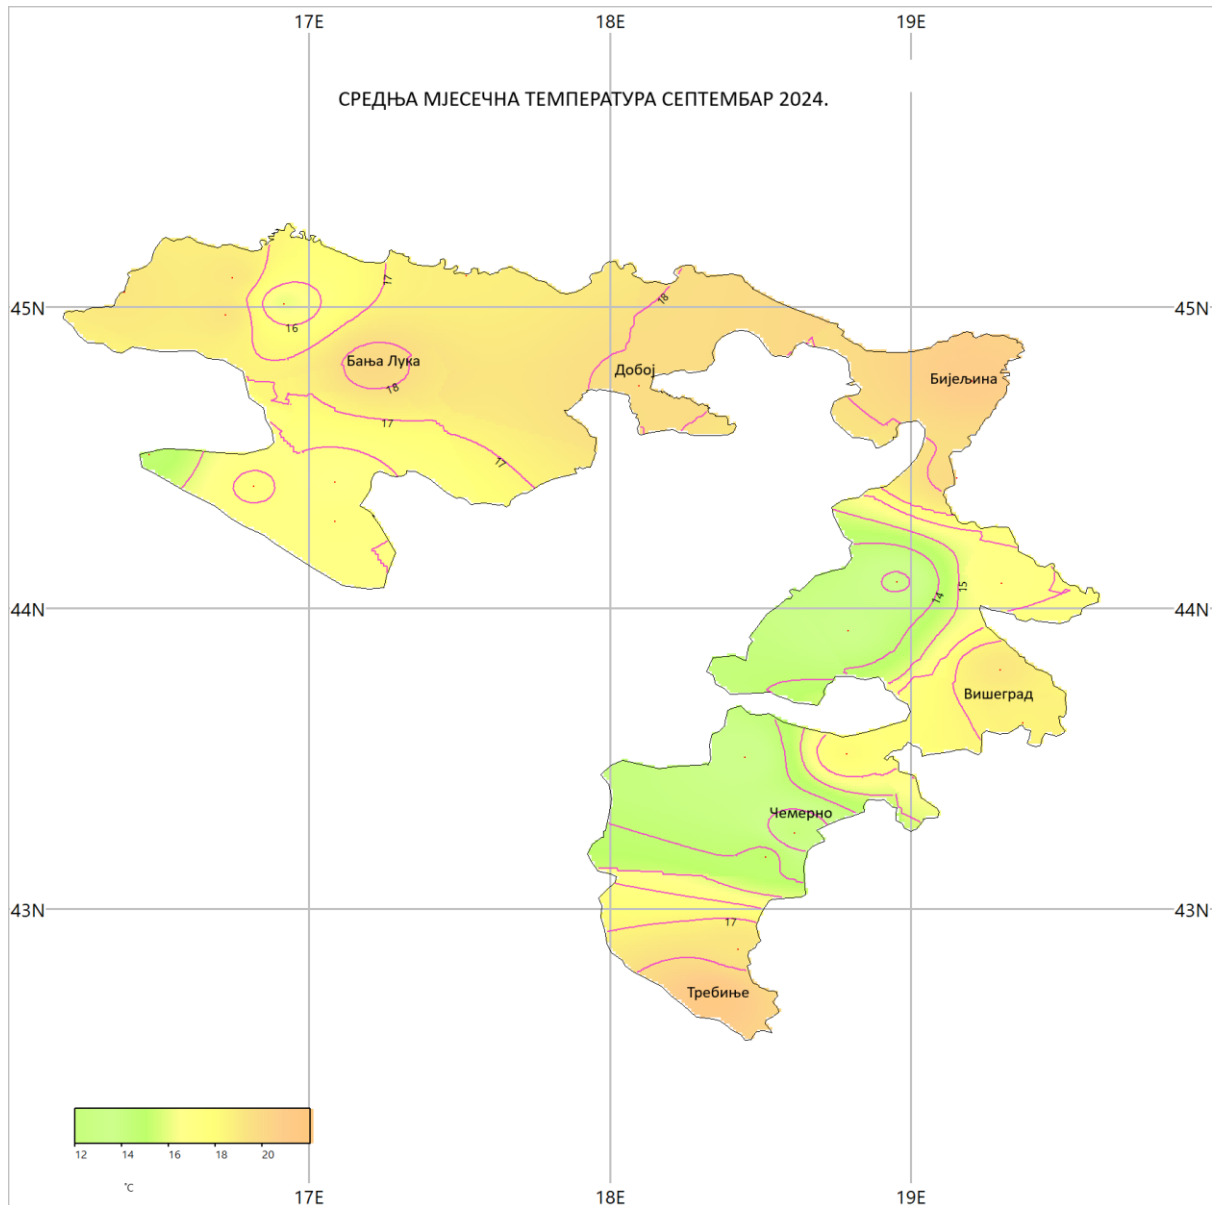 17E 18E 19E
СРЕДЊА МЈЕСЕЧНА ТЕМПЕРАТУРА СЕПТЕМБАР 2024.
17
18
45N 45N
16
Бања Лука
Добој
Бијељина
18
17
17
15
14
44N 44N
Вишеград
Чемерно
43N 43N
17
Требиње
12 14 16 18 20
°C
17E 18E 19E